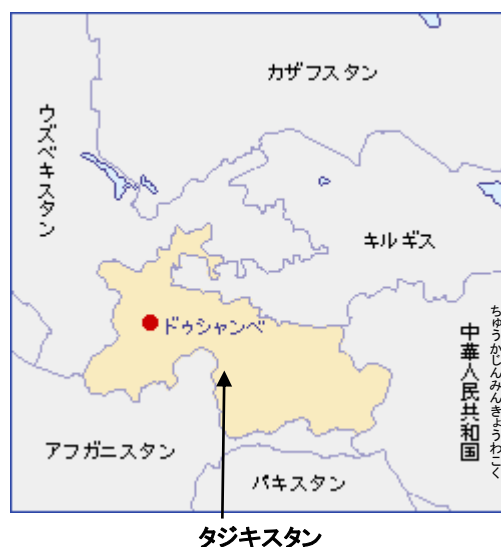 カザフスタン
ウズベキスタン
キルギス
ドゥシャンベ
ちゅうかじんみんきょうわこく
中華人民共和国
アフガニスタン
パキスタン
タジキスタン